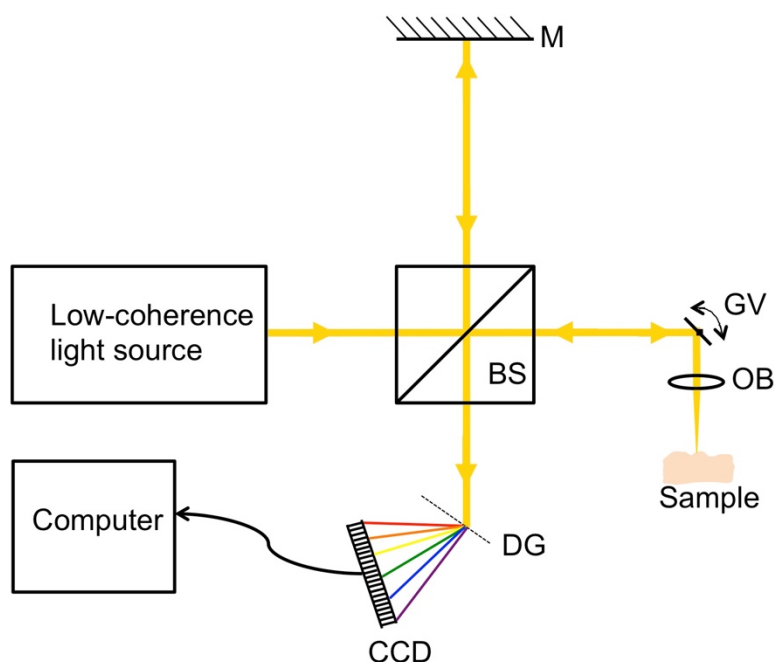 M
Low-coherence
light source
BS
GV
OB
Sample
Computer
DG
CCD